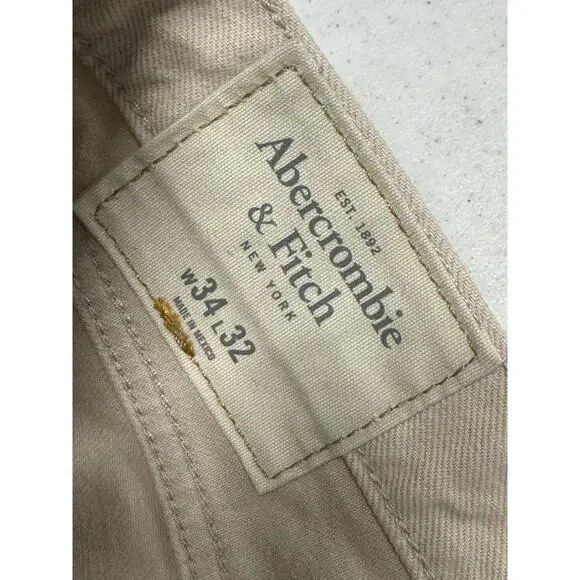 EST. 1892
Abercrombie
& Fitch
NEW YORK
W34 L32
MADE IN MEXICO